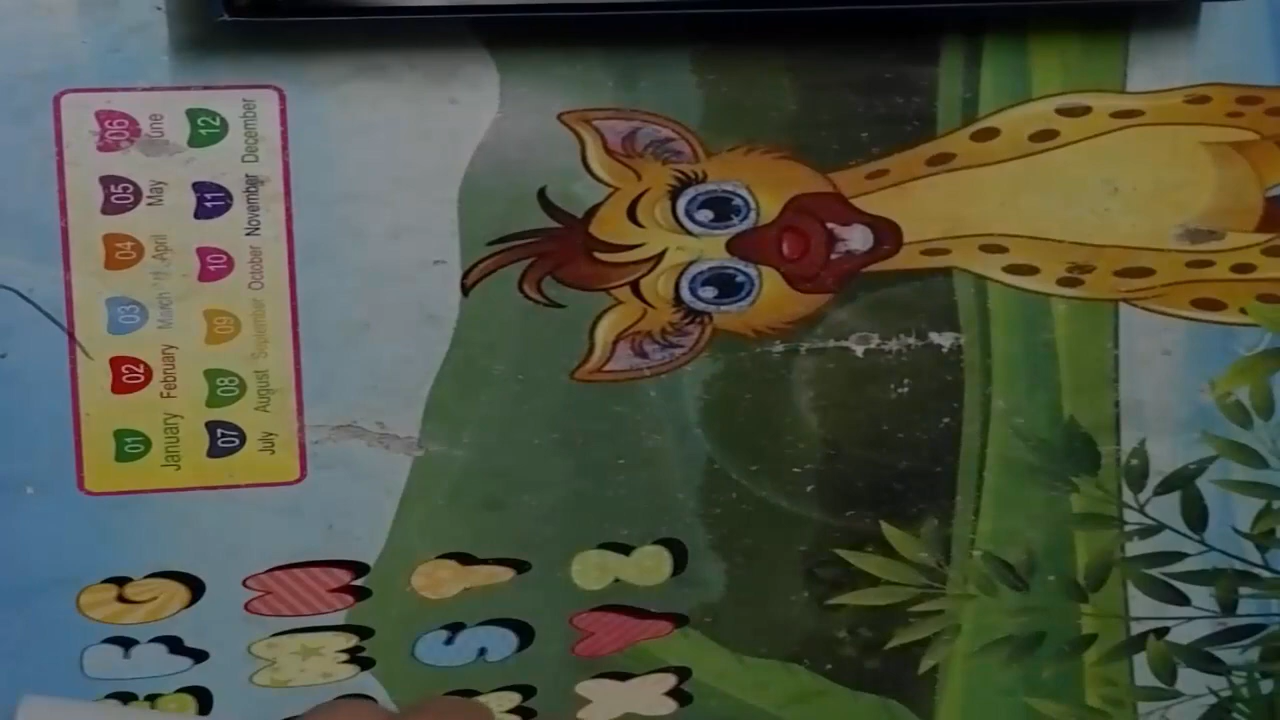 01 02 03 04 05 06
January February March April May June
07 08 09 10 11 12
July August September October November December
F G
M N
S T
X Y Z